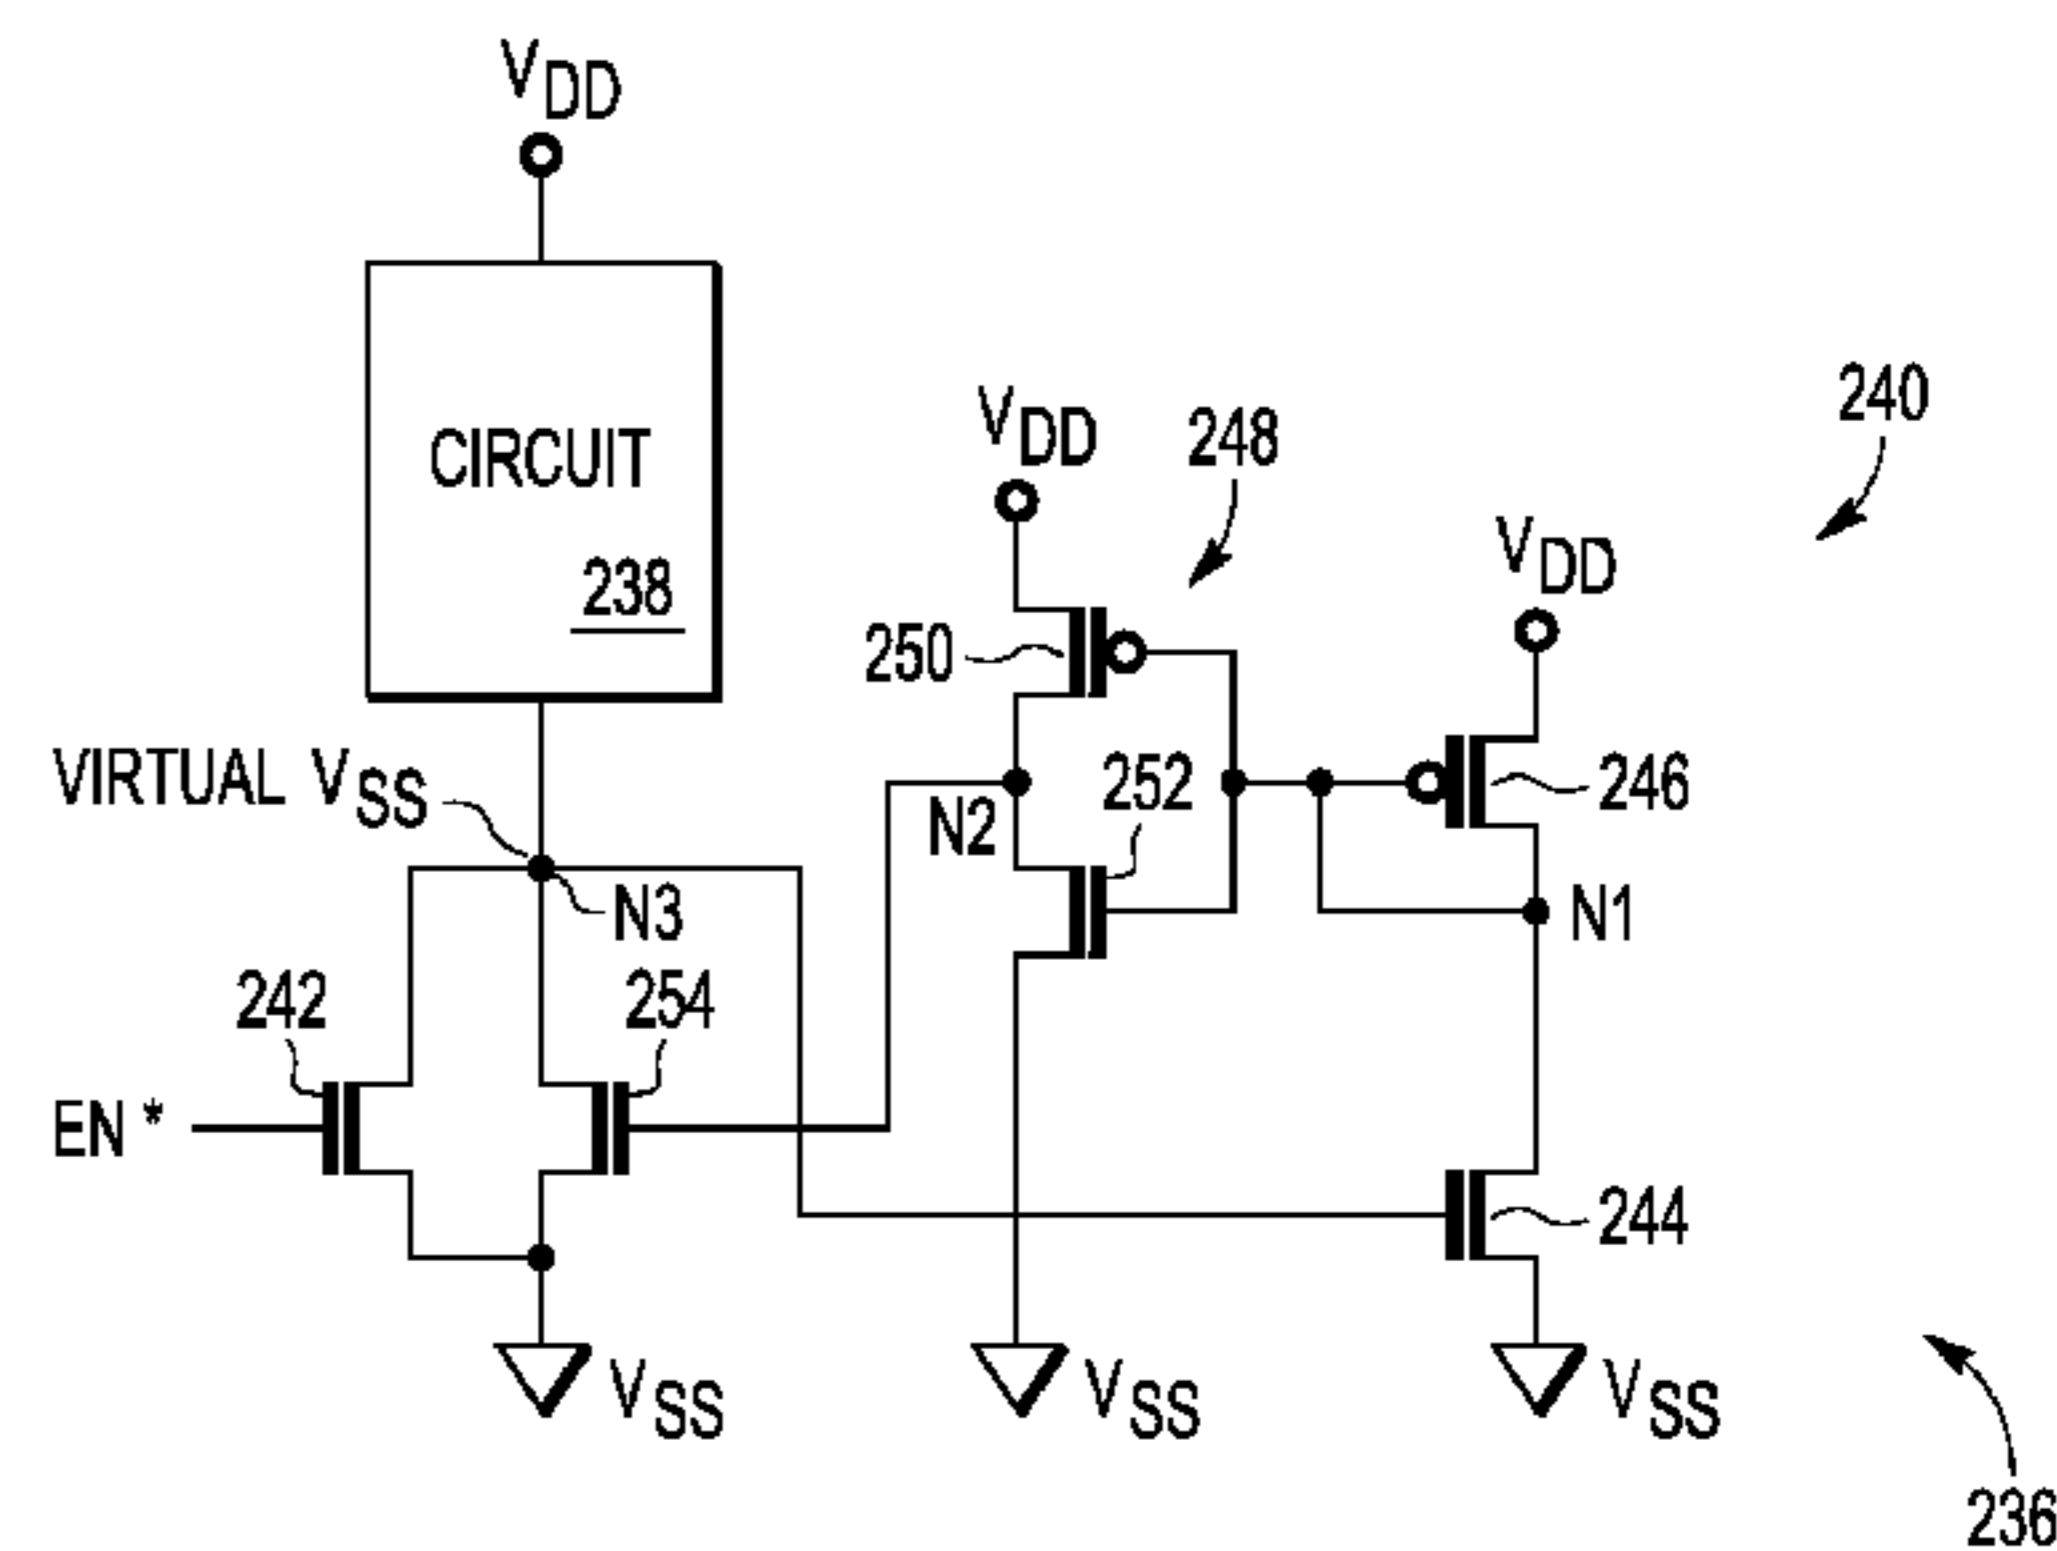 VDD
CIRCUIT
238
VIRTUAL VSS
N3
242
254
EN *
VSS
VDD
248
250
N2
252
VSS
240
VDD
246
N1
244
VSS
236